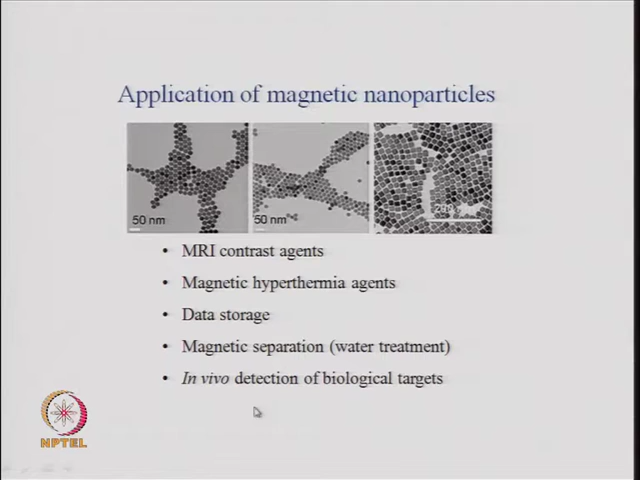 Application of magnetic nanoparticles
50 nm
50 nm
• MRI contrast agents
• Magnetic hyperthermia agents
• Data storage
• Magnetic separation (water treatment)
• In vivo detection of biological targets
NPTEL